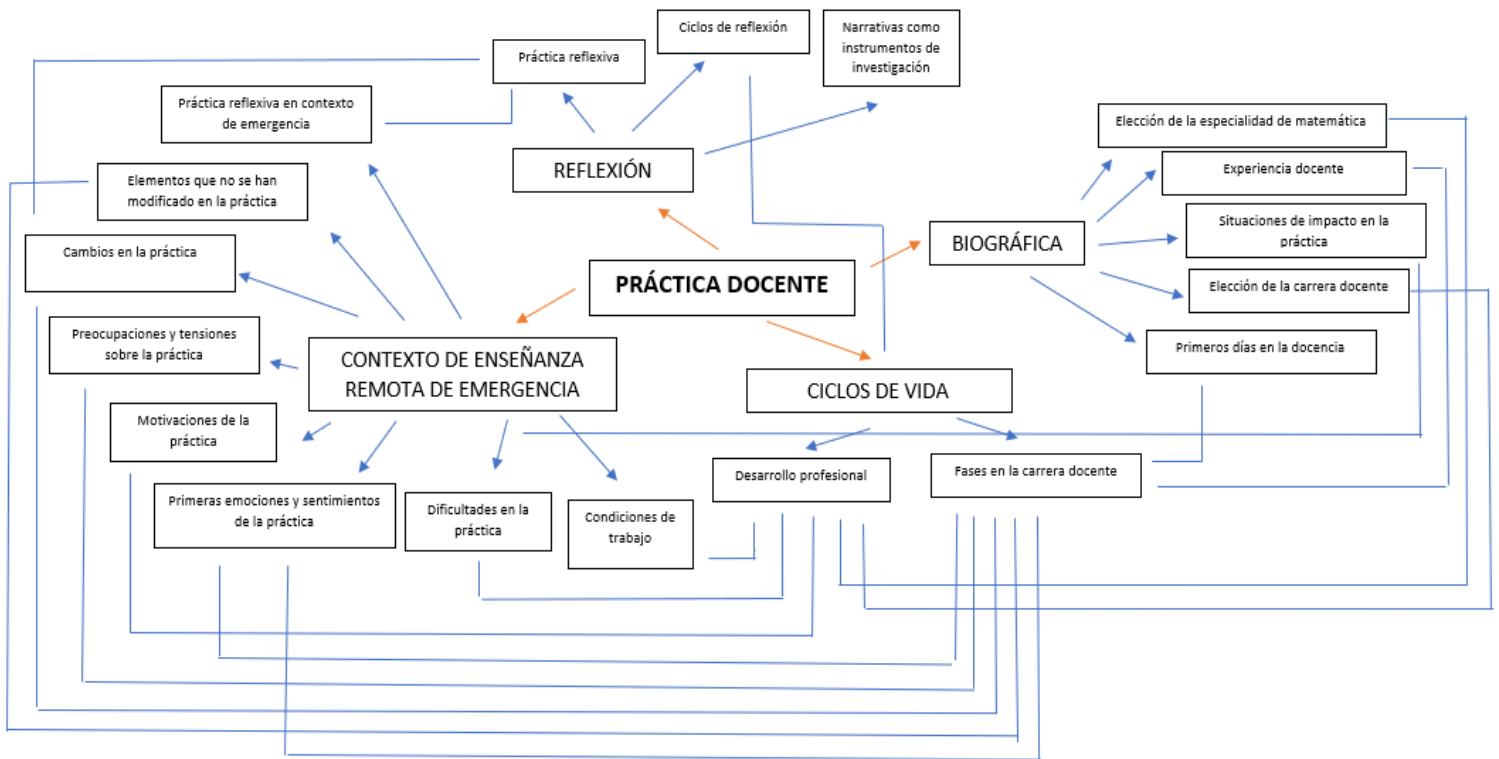 Ciclos de reflexión
Narrativas como
instrumentos de
investigación
Práctica reflexiva
Práctica reflexiva en contexto
de emergencia
Elección de la especialidad de matemática
REFLEXIÓN
Experiencia docente
Elementos que no se han
modificado en la práctica
Situaciones de impacto en la
práctica
Cambios en la práctica
BIOGRÁFICA
PRÁCTICA DOCENTE
Elección de la carrera docente
Preocupaciones y tensiones
sobre la práctica
Primeros días en la docencia
CONTEXTO DE ENSEÑANZA
REMOTA DE EMERGENCIA
CICLOS DE VIDA
Motivaciones de la
práctica
Desarrollo profesional
Fases en la carrera docente
Primeras emociones y sentimientos
de la práctica
Dificultades en la
práctica
Condiciones de
trabajo